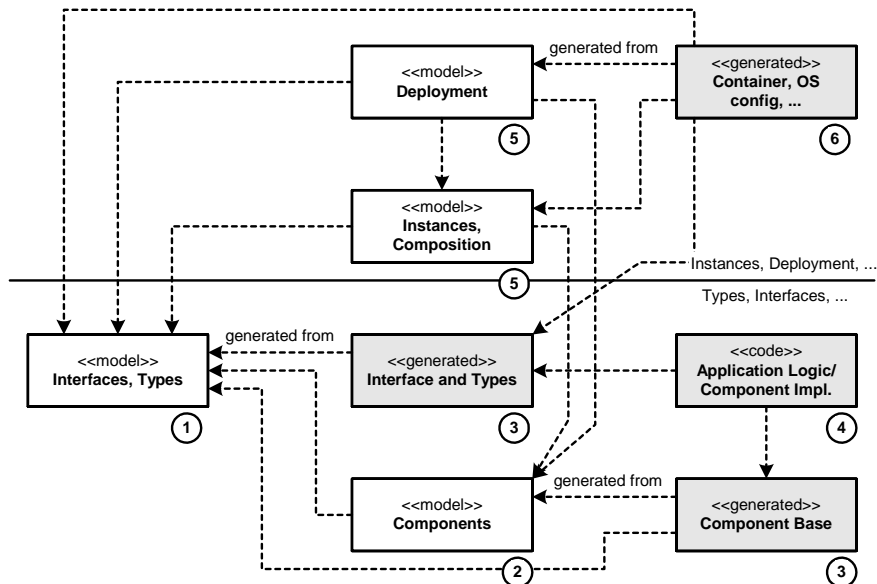 generated from
<<model>>
Deployment
5
<<generated>>
Container, OS
config, ...
6
<<model>>
Instances,
Composition
5
Instances, Deployment, ...
Types, Interfaces, ...
<<model>>
Interfaces, Types
1
generated from
<<generated>>
Interface and Types
3
<<code>>
Application Logic/
Component Impl.
4
<<model>>
Components
2
generated from
<<generated>>
Component Base
3